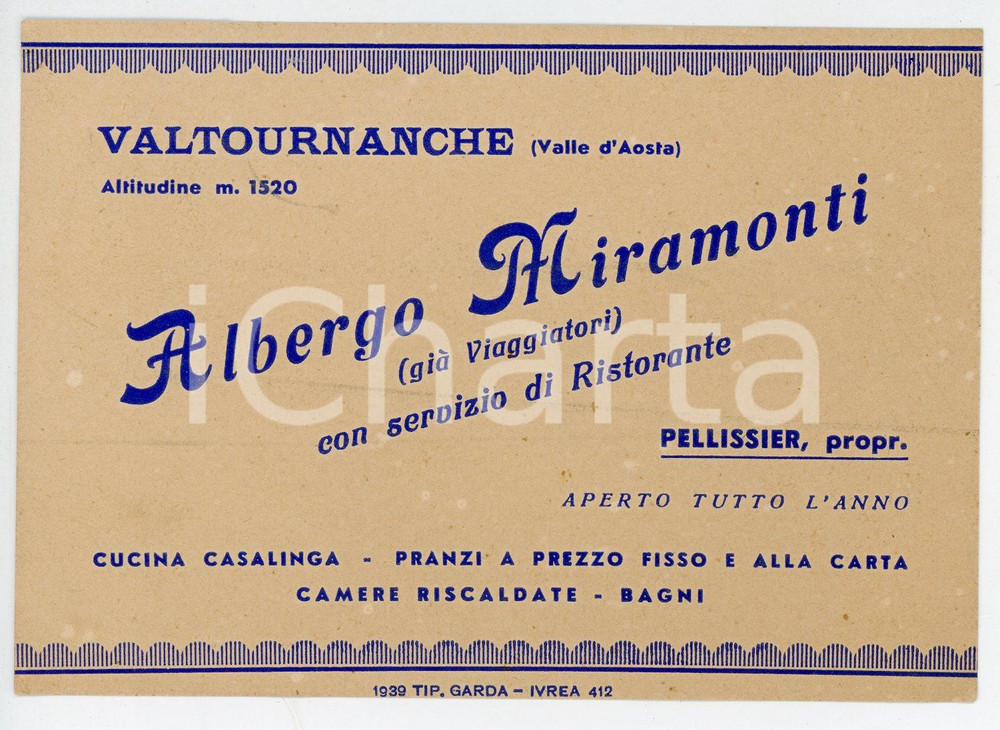 VALTOURNANCHE (Valle d'Aosta)
Altitudine m. 1520
Albergo Miramonti
(già Viaggiatori)
con servizio di Ristorante
PELLISSIER, propr.
APERTO TUTTO L'ANNO
CUCINA CASALINGA - PRANZI A PREZZO FISSO E ALLA CARTA
CAMERE RISCALDATE - BAGNI
1939 TIP. GARDA - IVREA 412
iCharta